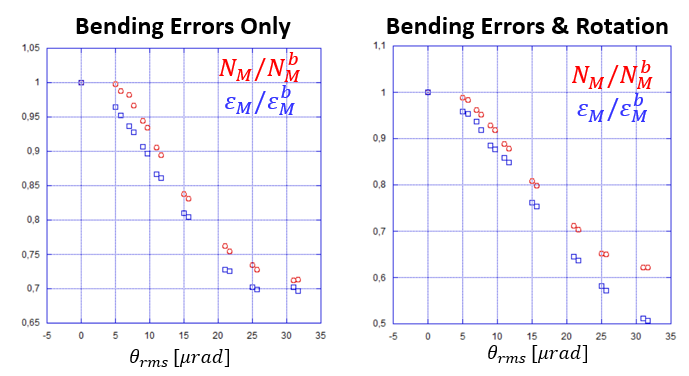 Bending Errors Only
1,05
1
0,95
0,9
0,85
0,8
0,75
0,7
0,65
N_M/N_M^b
ε_M/ε_M^b
-5 0 5 10 15 20 25 30 35
θ_rms [μrad]
Bending Errors & Rotation
1,1
1
0,9
0,8
0,7
0,6
0,5
N_M/N_M^b
ε_M/ε_M^b
-5 0 5 10 15 20 25 30 35
θ_rms [μrad]